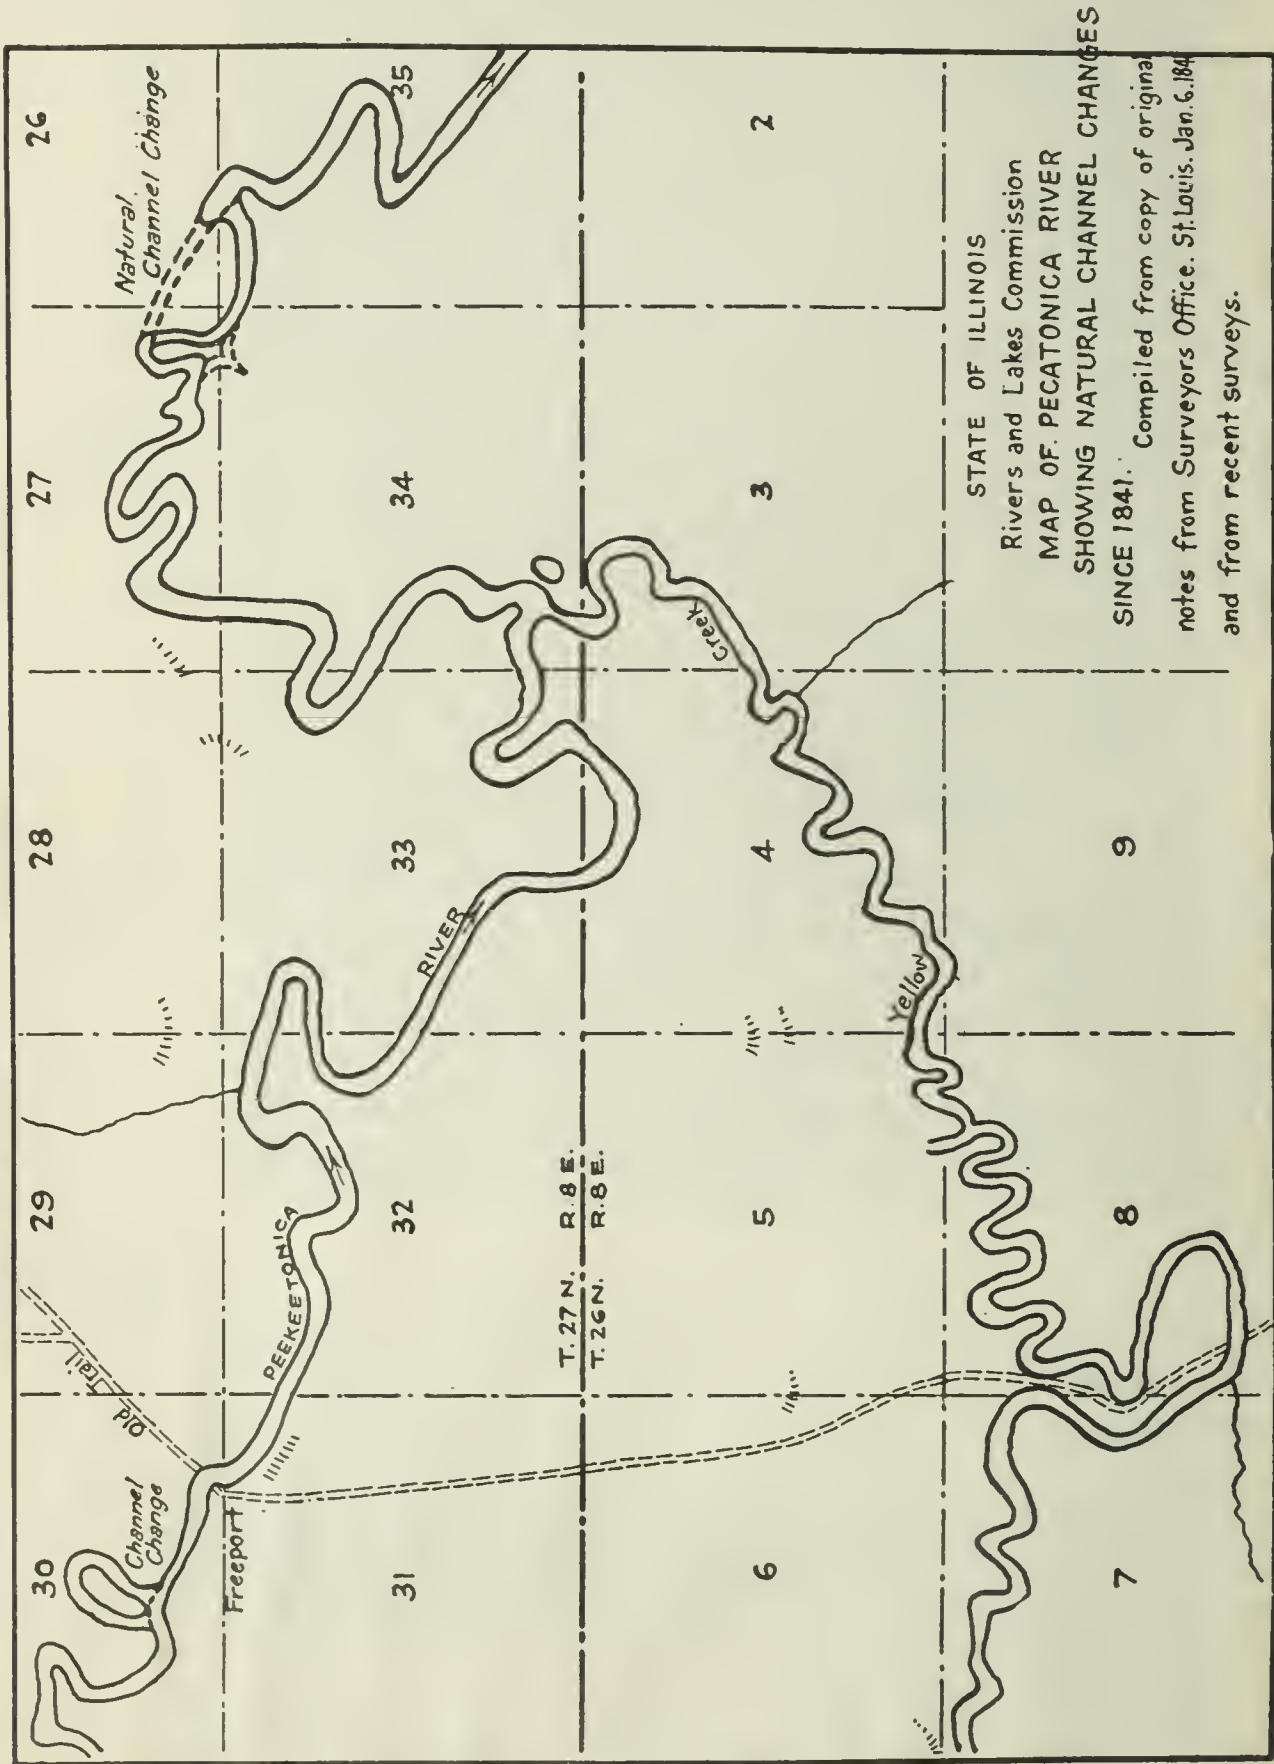 30
29
28
27
26
Channel
Change
Old Trail
Natural
Channel Change
Freeport
PEEKEETONICA
RIVER
31
32
33
34
35
T. 27 N. R. 8 E.
T. 26 N. R. 8 E.
6
5
4
3
2
Yellow
Creek
7
8
9
STATE OF ILLINOIS
Rivers and Lakes Commission
MAP OF PECATONICA RIVER
SHOWING NATURAL CHANNEL CHANGES
SINCE 1841. Compiled from copy of original
notes from Surveyors Office. St. Louis. Jan. 6.
and from recent surveys.